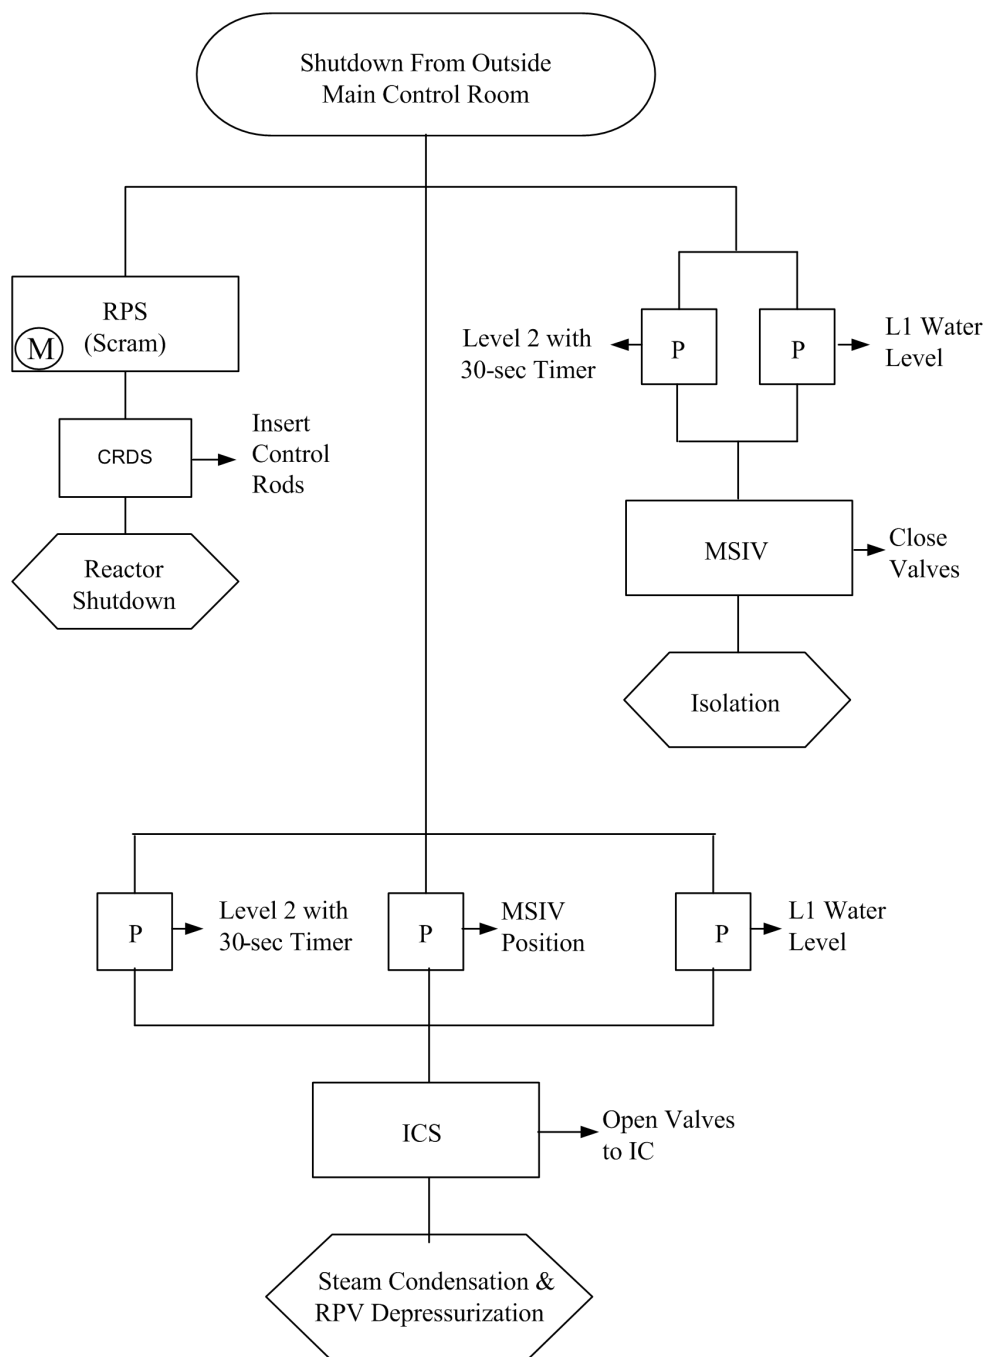 Shutdown From Outside
Main Control Room
RPS
(Scram)
M
CRDS
Insert
Control
Rods
Reactor
Shutdown
Level 2 with
30-sec Timer
P
P
L1 Water
Level
MSIV
Close
Valves
Isolation
P
Level 2 with
30-sec Timer
P
MSIV
Position
P
L1 Water
Level
ICS
Open Valves
to IC
Steam Condensation &
RPV Depressurization